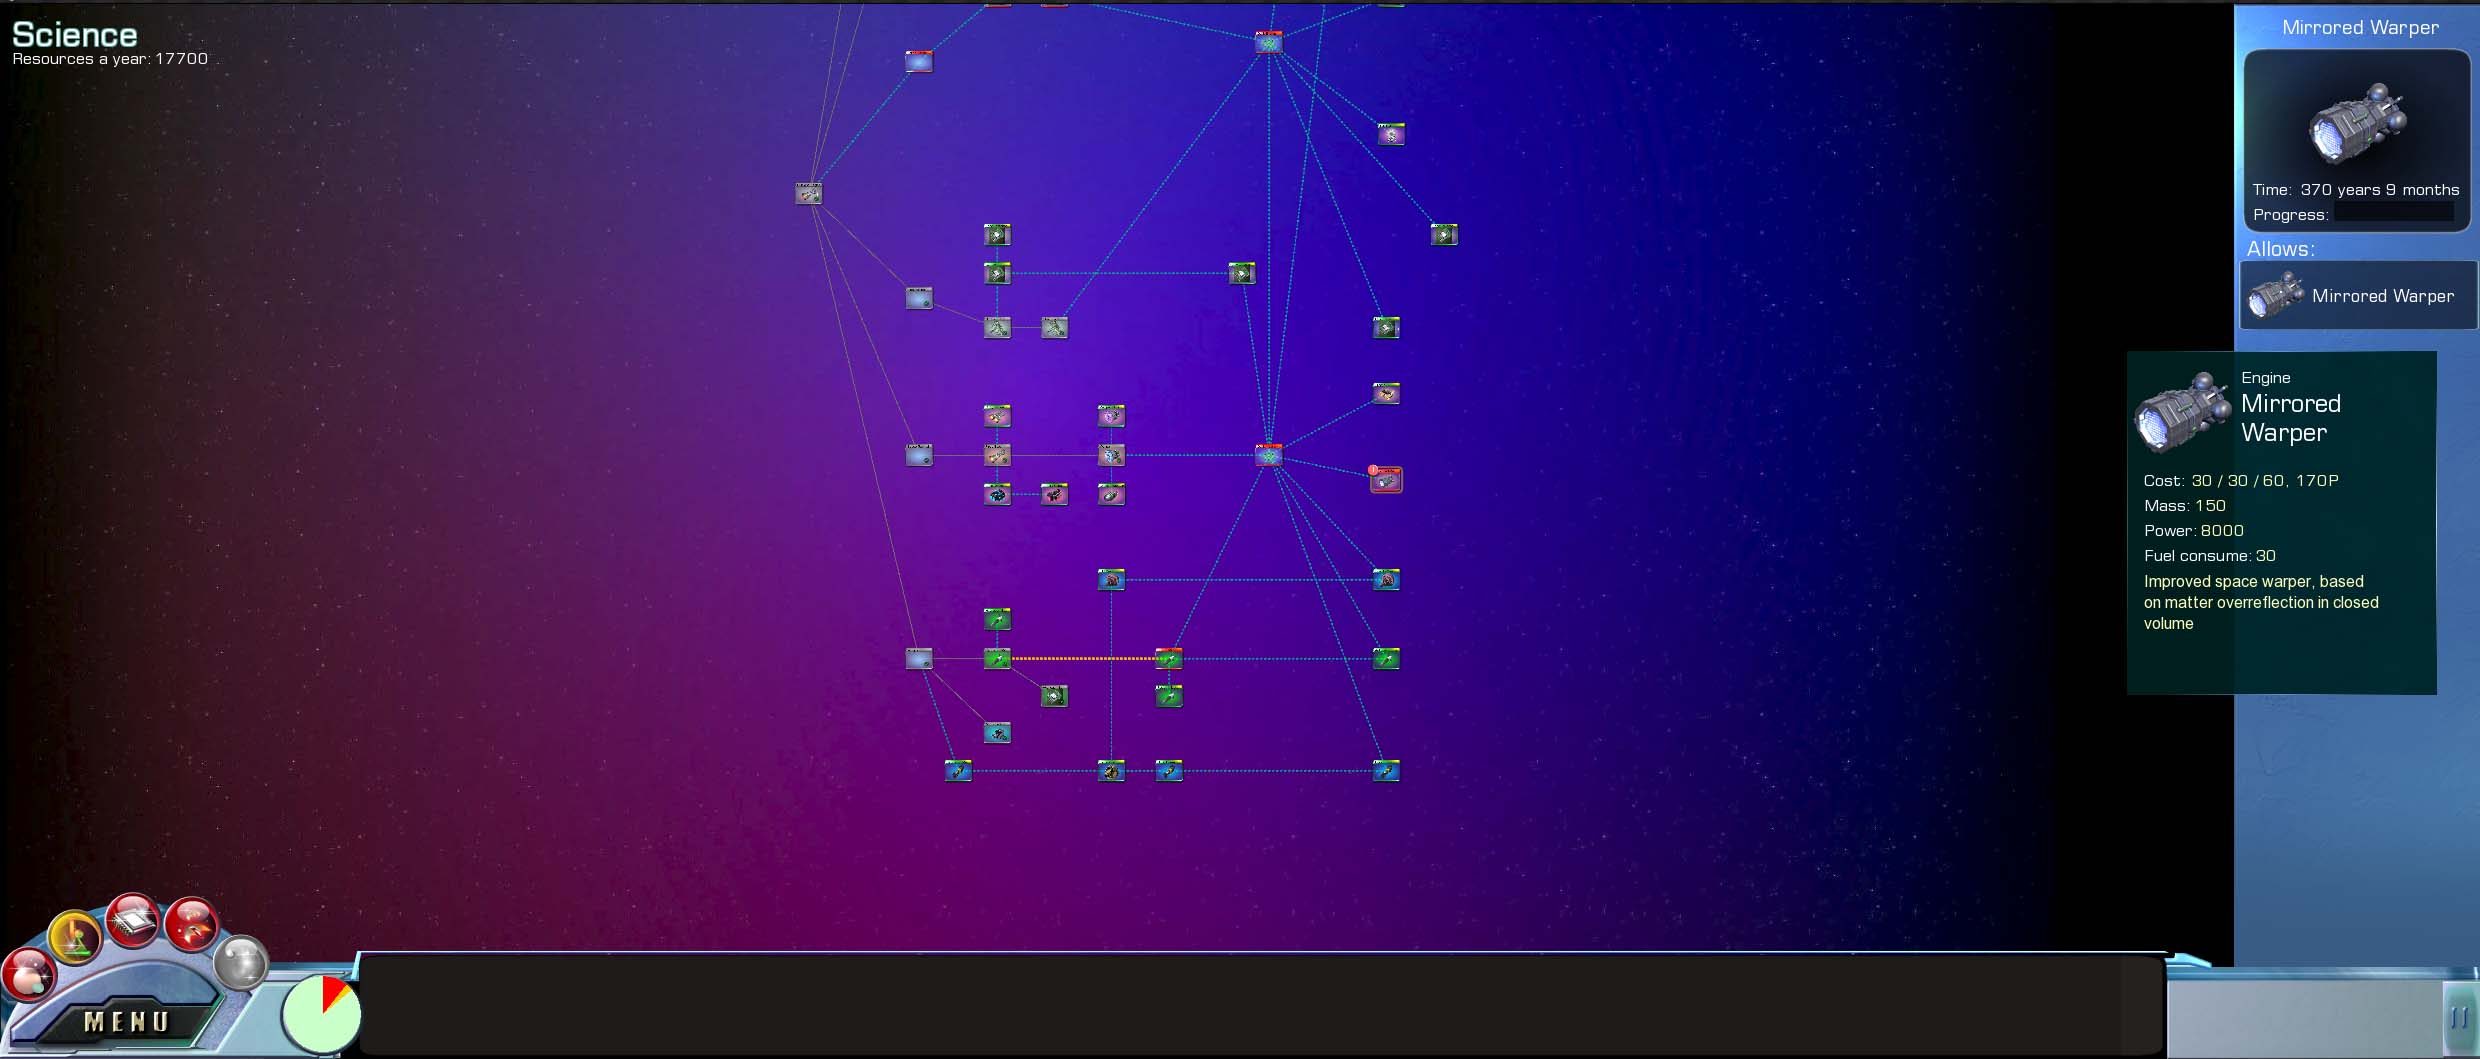 Science
Resources a year: 17700
Mirrored Warper
Time: 370 years 9 months
Progress:
Allows:
Mirrored Warper
Engine
Mirrored
Warper
Cost: 30 / 30 / 60, 170P
Mass: 150
Power: 8000
Fuel consume: 30
Improved space warper, based
on matter overreflection in closed
volume
MENU